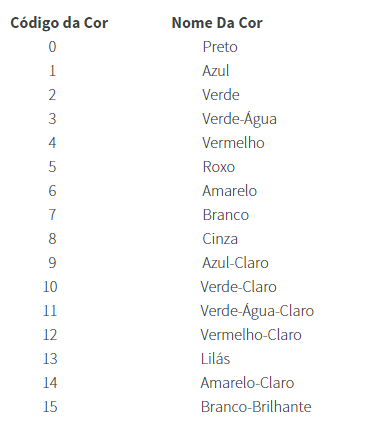 Código da Cor Nome Da Cor
0 Preto
1 Azul
2 Verde
3 Verde-Água
4 Vermelho
5 Roxo
6 Amarelo
7 Branco
8 Cinza
9 Azul-Claro
10 Verde-Claro
11 Verde-Água-Claro
12 Vermelho-Claro
13 Lilás
14 Amarelo-Claro
15 Branco-Brilhante